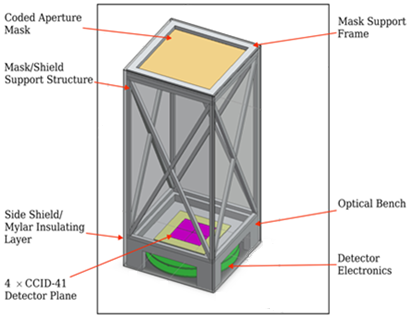 Coded Aperture
Mask
Mask Support
Frame
Mask/Shield
Support Structure
Side Shield/
Mylar Insulating
Layer
Optical Bench
4 ×CCID-41
Detector Plane
Detector
Electronics